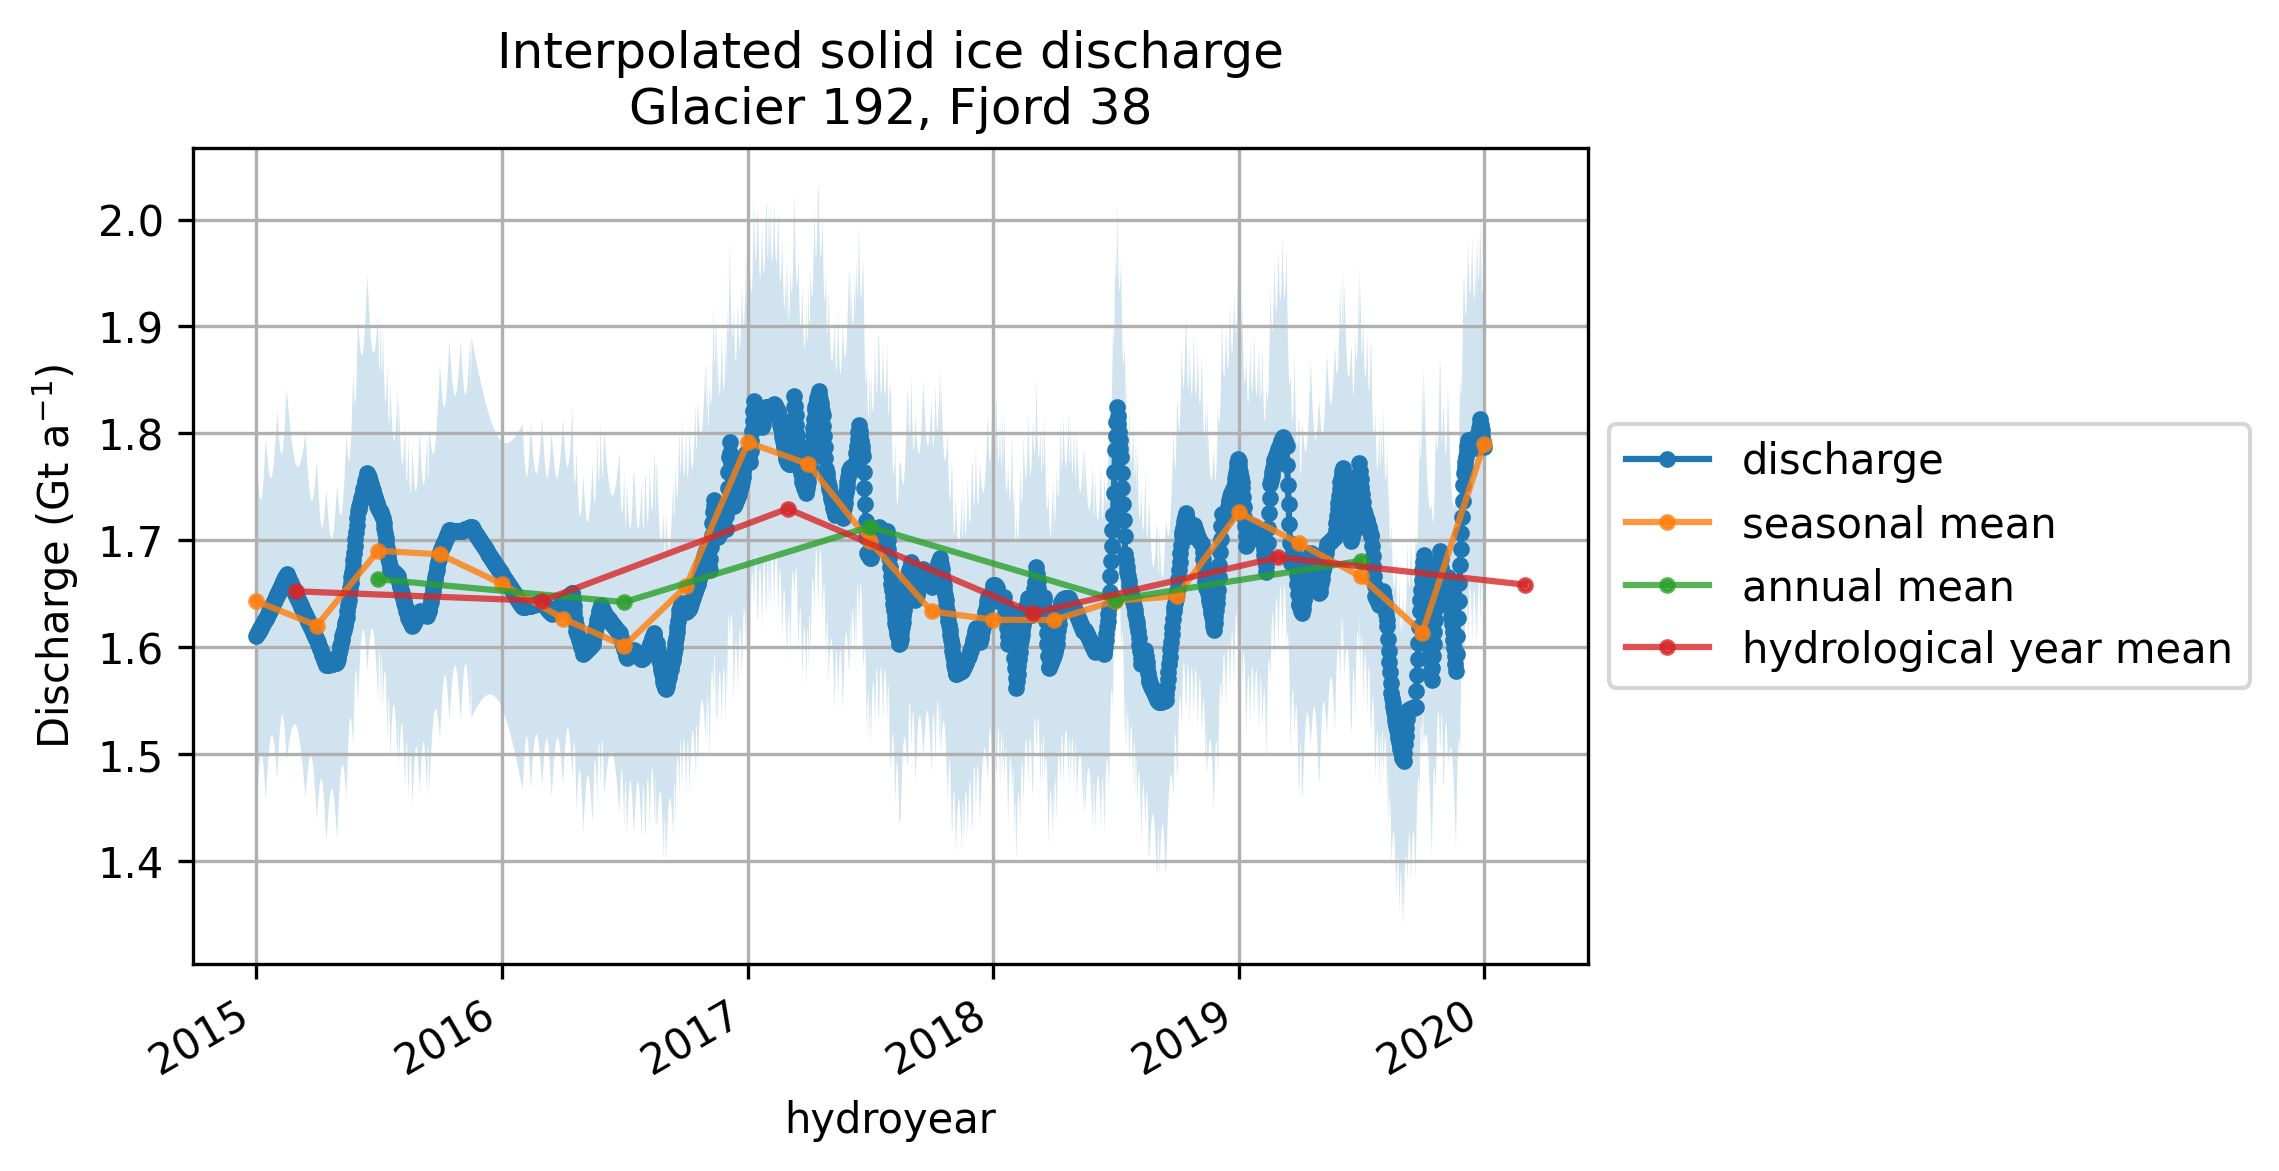 Interpolated solid ice discharge
Glacier 192, Fjord 38
Discharge (Gt a⁻¹)
2.0
1.9
1.8
1.7
1.6
1.5
1.4
2015
2016
2017
2018
2019
2020
hydroyear
discharge
seasonal mean
annual mean
hydrological year mean